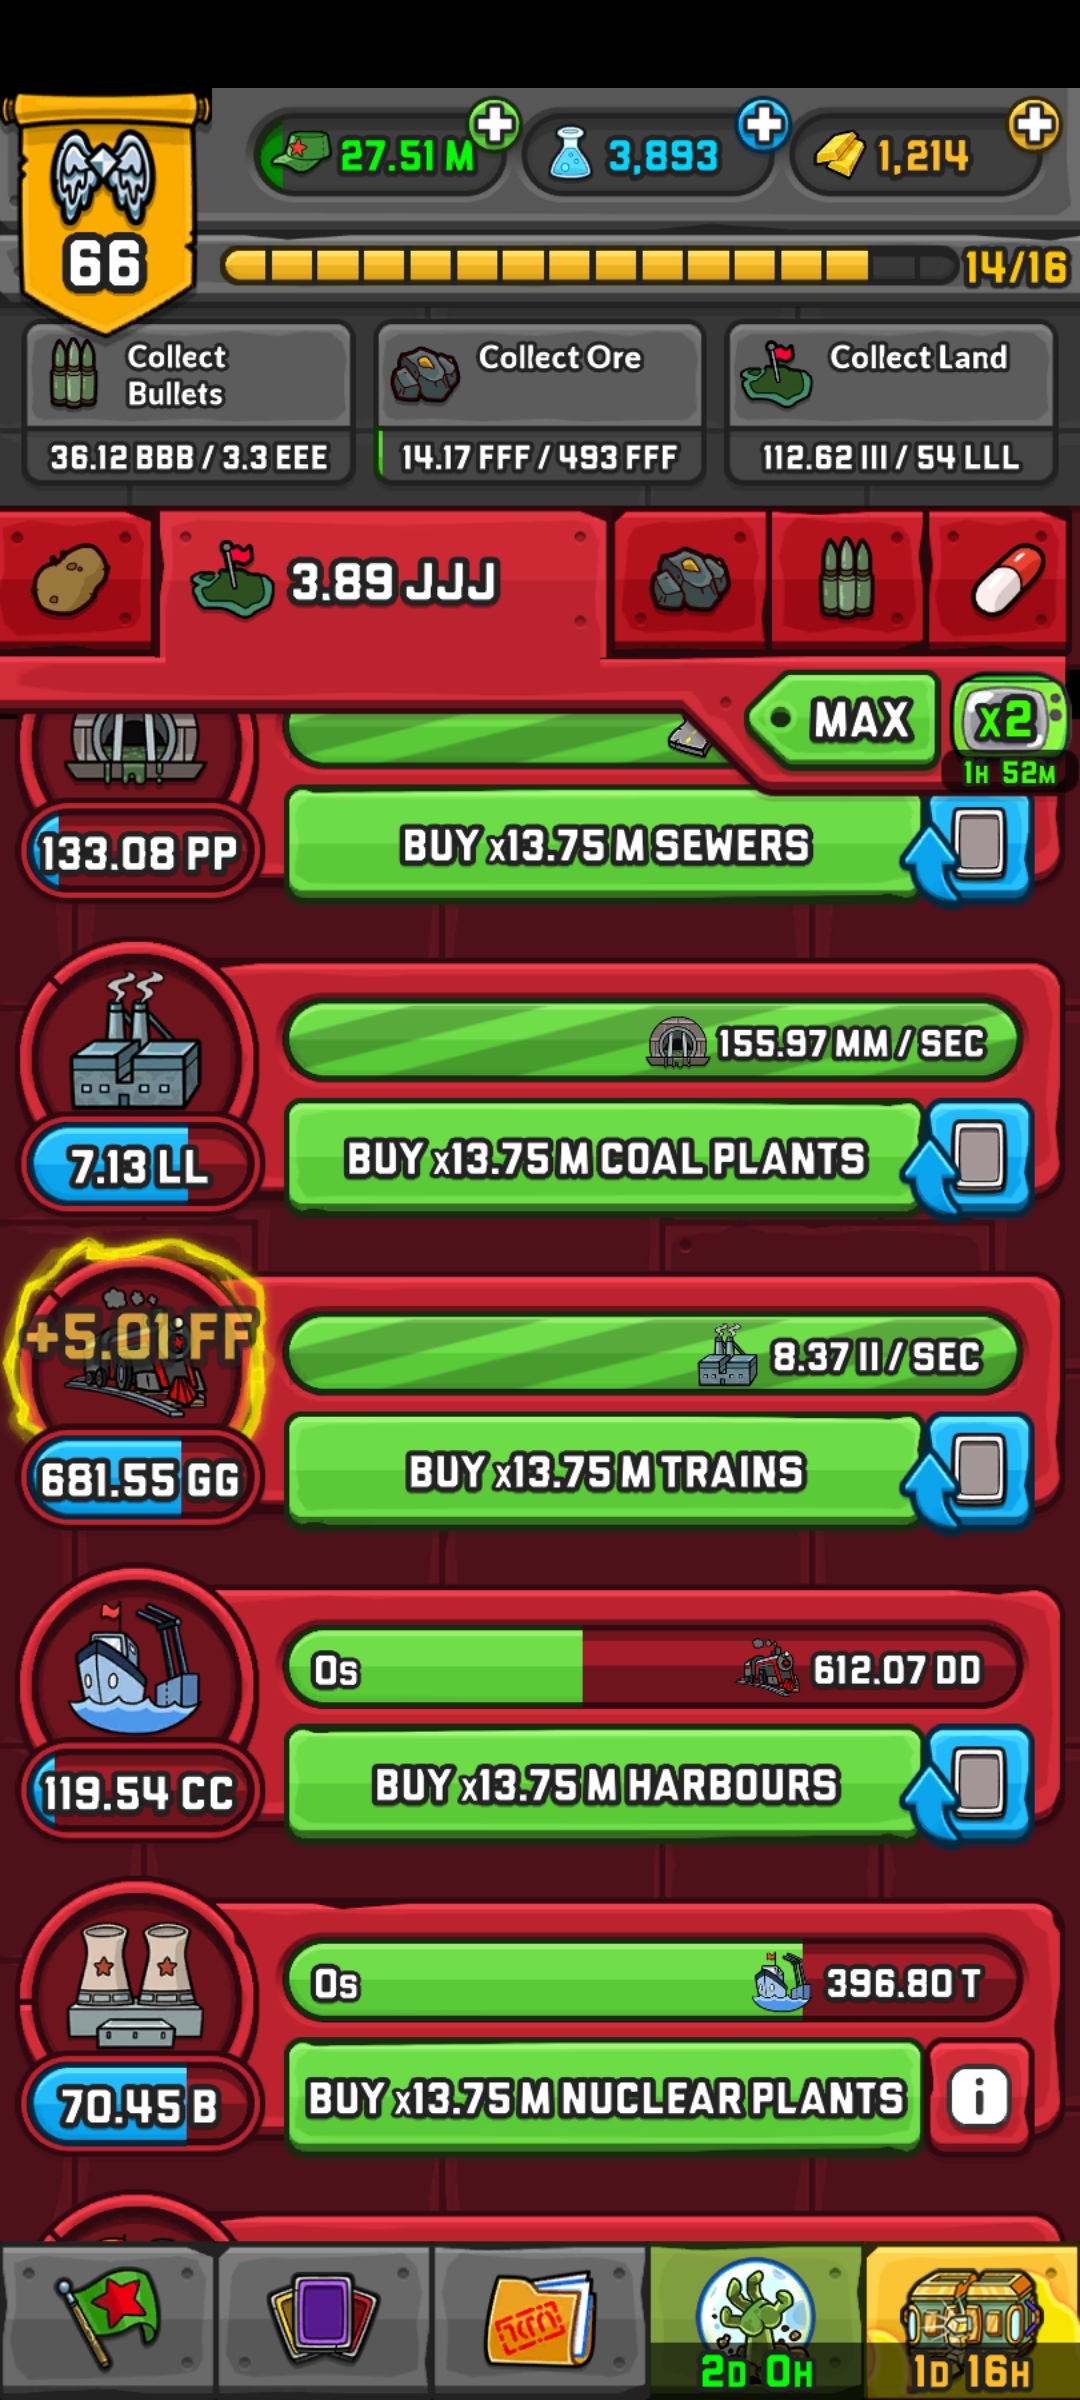 27.51 M
3,893
1,214
66
14/16
Collect
Bullets
36.12 BBB / 3.3 EEE
Collect Ore
14.17 FFF / 493 FFF
Collect Land
112.62 III / 54 LLL
3.89 JJJ
MAX
x2
1H 52M
133.08 PP
BUY x13.75 M SEWERS
155.97 MM / SEC
7.13 LL
BUY x13.75 M COAL PLANTS
+5.01 FF
8.37 II / SEC
681.55 GG
BUY x13.75 M TRAINS
0s
612.07 DD
119.54 CC
BUY x13.75 M HARBOURS
0s
396.80 T
70.45 B
BUY x13.75 M NUCLEAR PLANTS
i
2D 0H
1D 16H